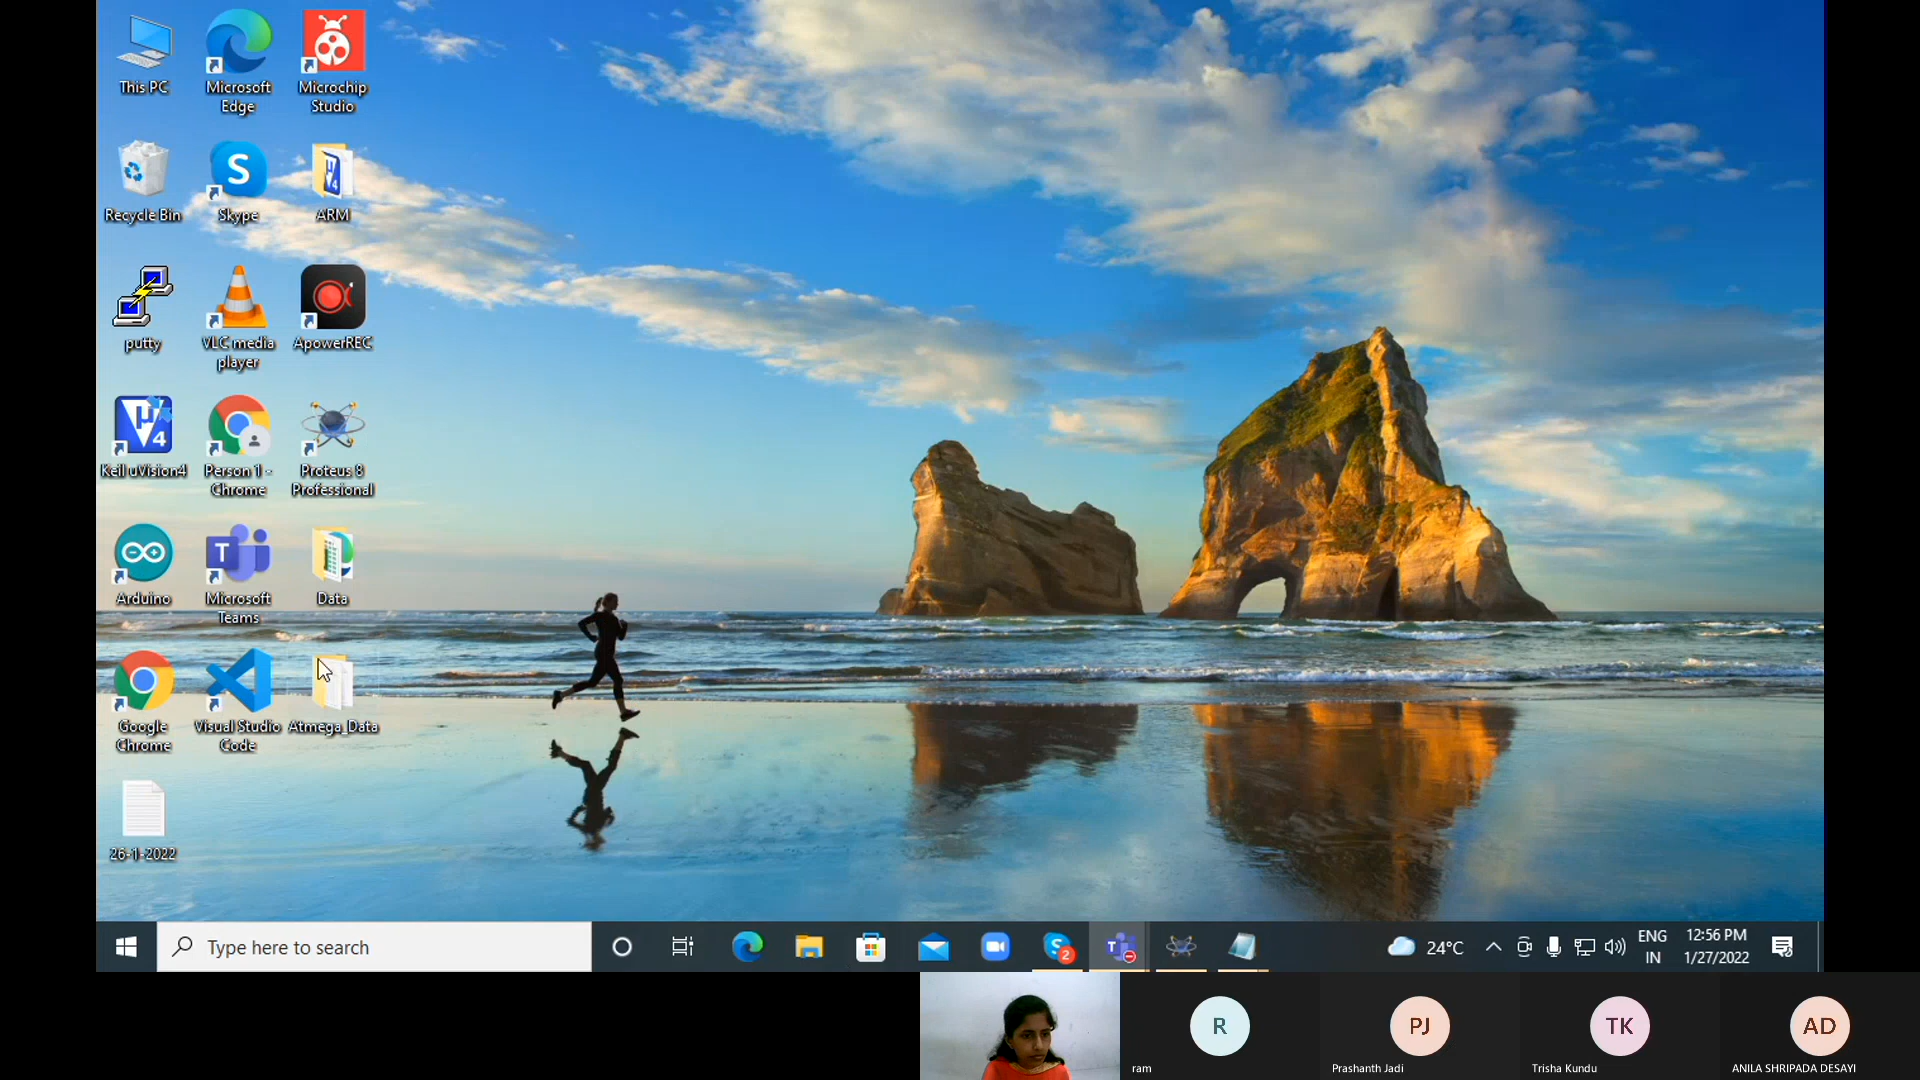 This PC
Microsoft
Edge
Microchip
Studio
Recycle Bin
S
Skype
4
ARM
putty
VLC media
player
ApowerREC
μ
V
4
Keil uVision4
Person 1 -
Chrome
Proteus 8
Professional
Arduino
T
Microsoft
Teams
Data
Google
Chrome
Visual Studio
Code
Atmega_Data
26-1-2022
Type here to search
S
2
T
24°C
ENG
IN
12:56 PM
1/27/2022
R
PJ
TK
AD
ram
Prashanth Jadi
Trisha Kundu
ANILA SHRIPADA DESAYI